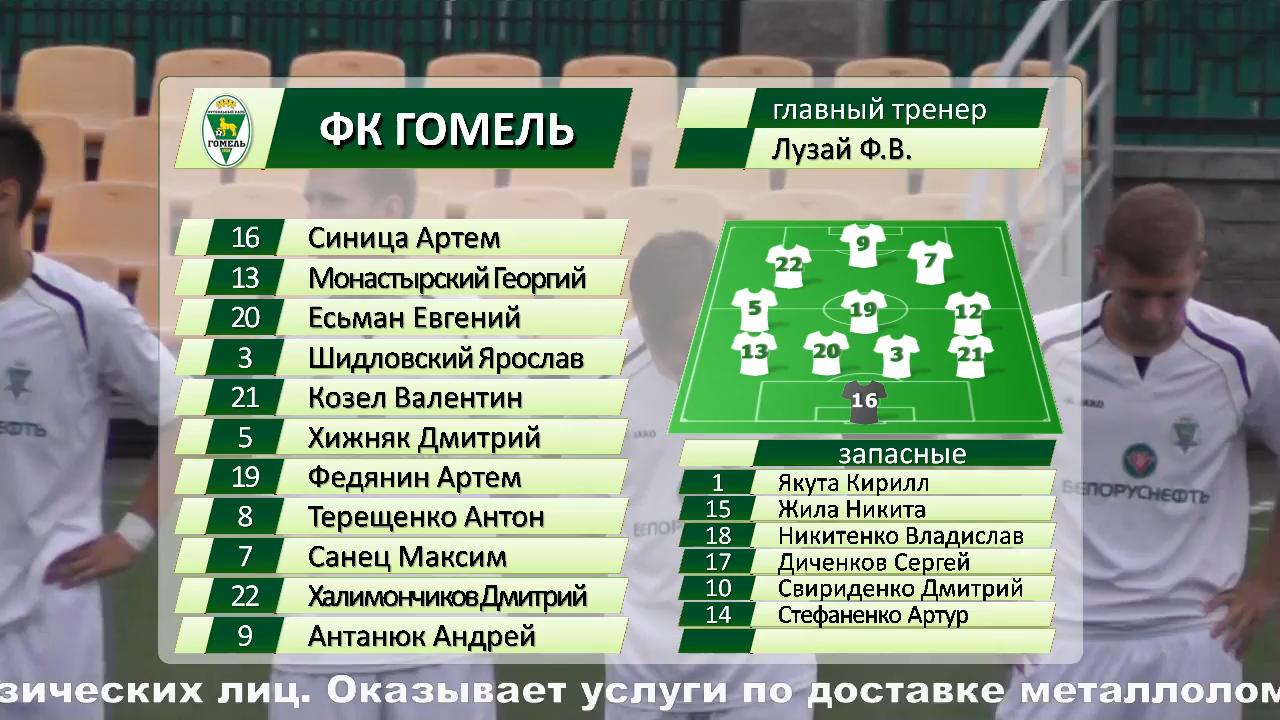 ФУТБОЛЬНЫЙ КЛУБ
ГОМЕЛЬ
ФК ГОМЕЛЬ
16 Синица Артем
13 Монастырский Георгий
20 Есьман Евгений
3 Шидловский Ярослав
21 Козел Валентин
5 Хижняк Дмитрий
19 Федянин Артем
8 Терещенко Антон
7 Санец Максим
22 Халимончиков Дмитрий
9 Антанюк Андрей
главный тренер
Лузай Ф.В.
9
22 7
5 19 12
13 20 3 21
16
запасные
1 Якута Кирилл
15 Жила Никита
18 Никитенко Владислав
17 Диченков Сергей
10 Свириденко Дмитрий
14 Стефаненко Артур
БЕЛОРУСНЕФТЬ
зических лиц. Оказывает услуги по доставке металлолом